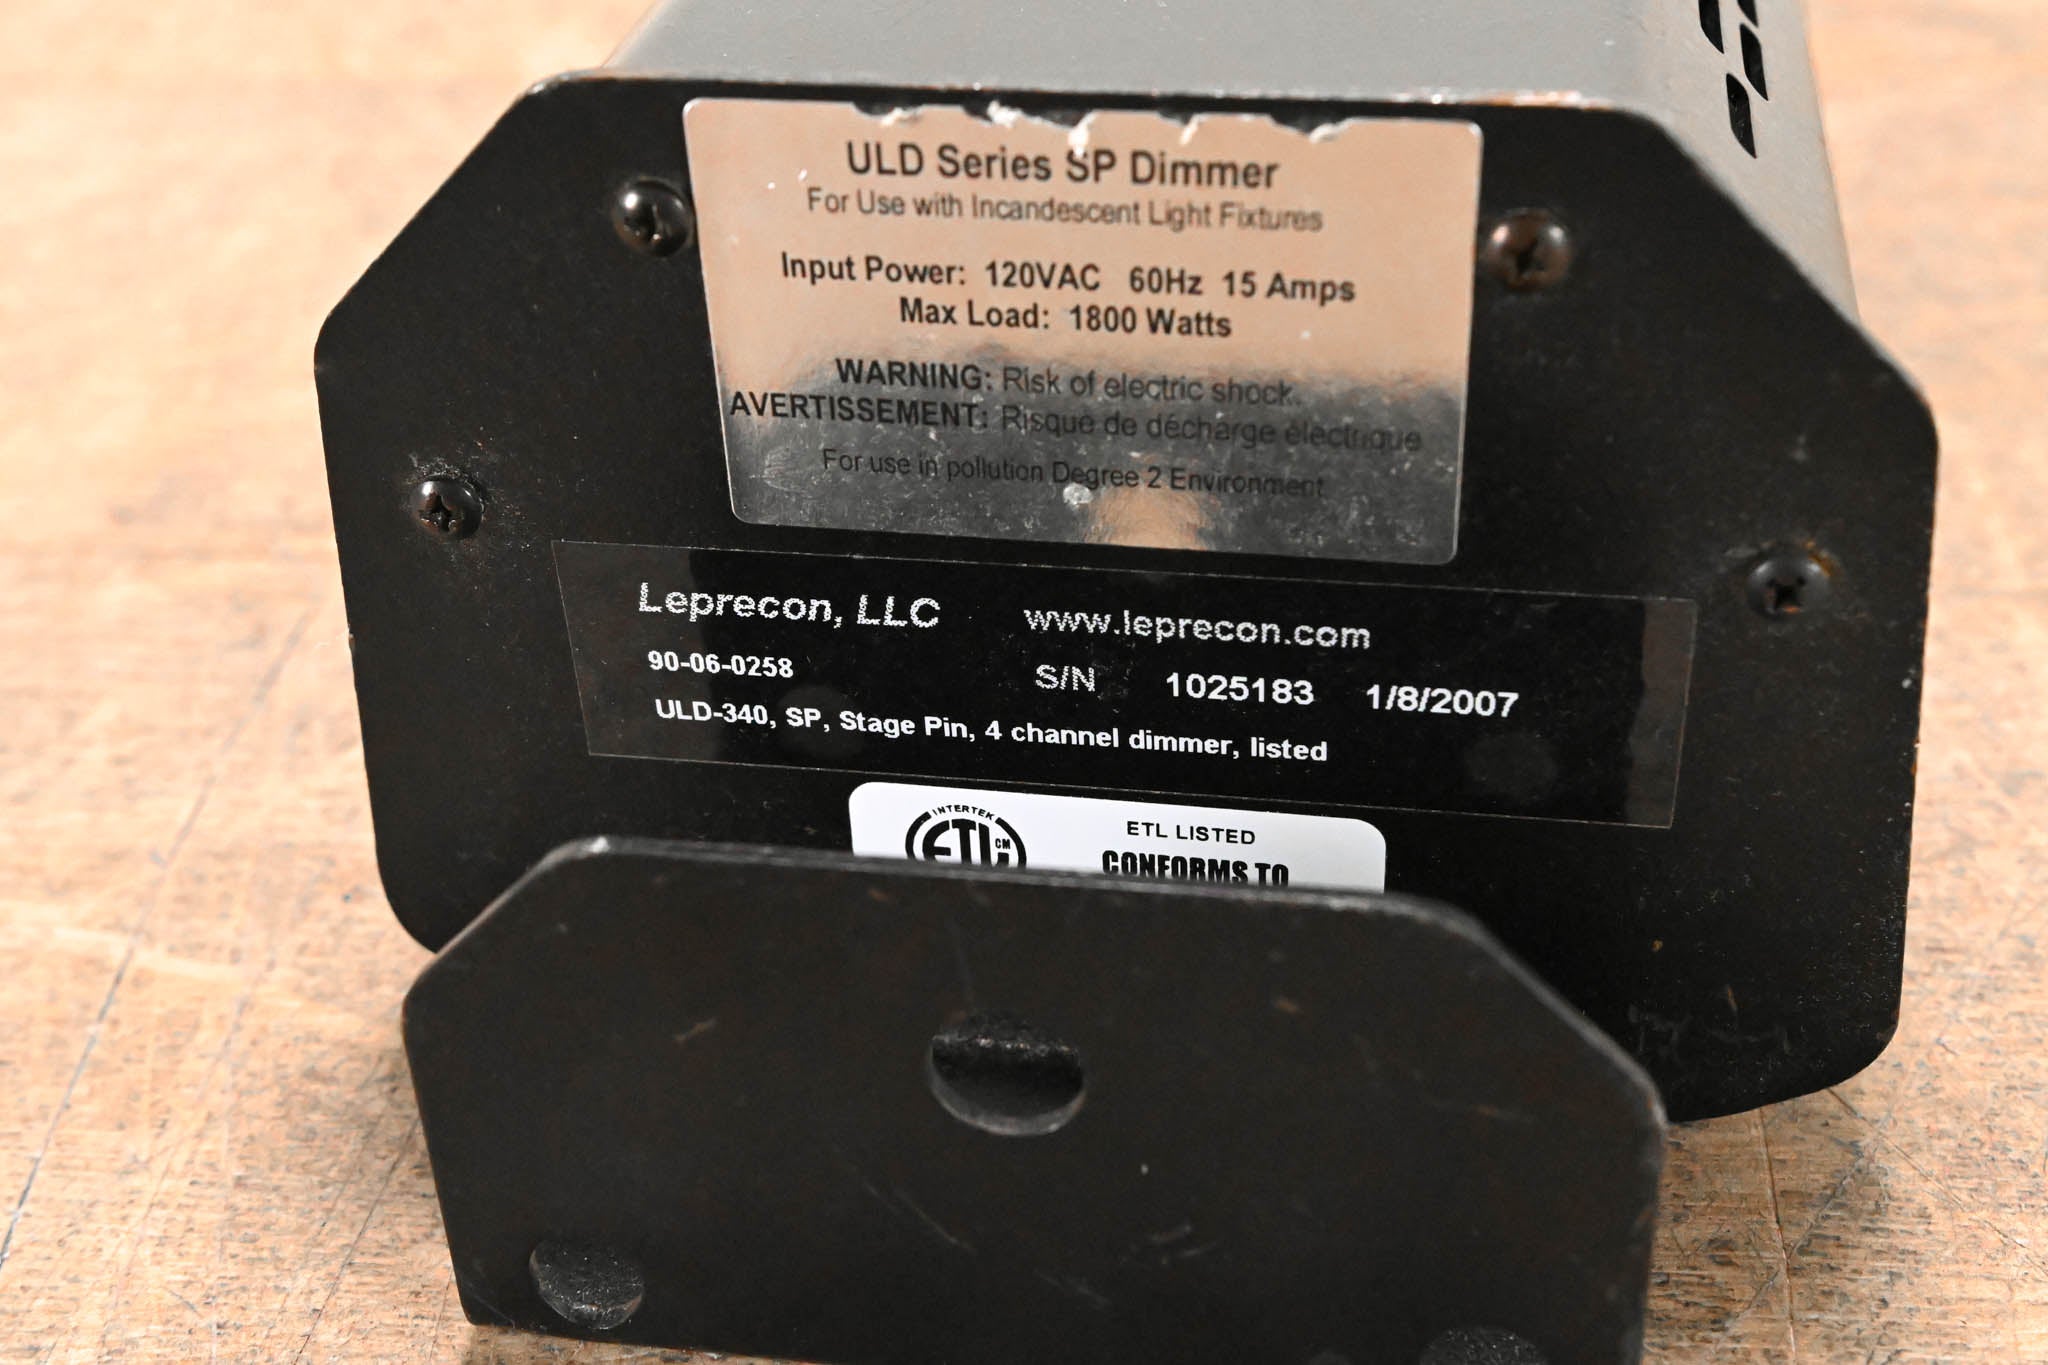 ULD Series SP Dimmer
For Use with Incandescent Light Fixtures
Input Power: 120VAC 60Hz 15 Amps
Max Load: 1800 Watts
WARNING: Risk of electric shock.
AVERTISSEMENT: Risque de décharge électrique
For use in pollution Degree 2 Environment
Leprecon, LLC www.leprecon.com
90-06-0258 S/N 1025183 1/8/2007
ULD-340, SP, Stage Pin, 4 channel dimmer, listed
INTERTEK
ETL CM
ETL LISTED
CONFORMS TO